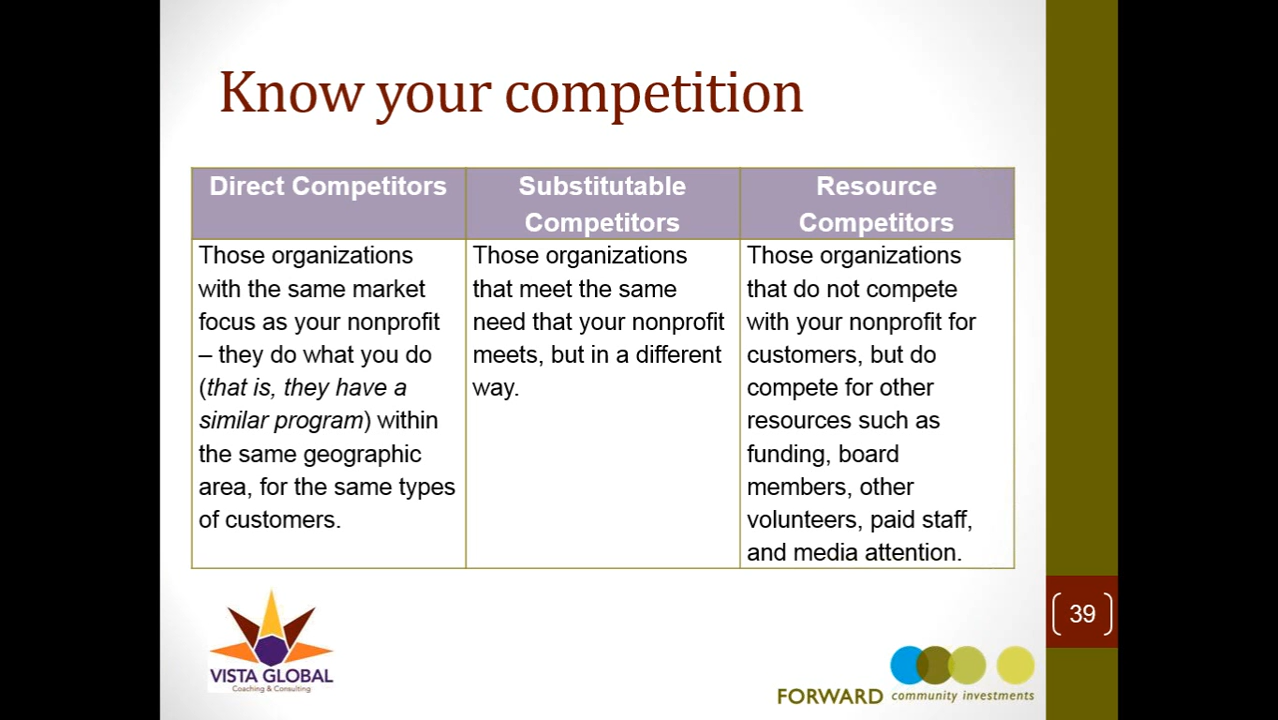 Know your competition
Direct Competitors
Those organizations
with the same market
focus as your nonprofit
– they do what you do
(that is, they have a
similar program) within
the same geographic
area, for the same types
of customers.
Substitutable
Competitors
Those organizations
that meet the same
need that your nonprofit
meets, but in a different
way.
Resource
Competitors
Those organizations
that do not compete
with your nonprofit for
customers, but do
compete for other
resources such as
funding, board
members, other
volunteers, paid staff,
and media attention.
39
VISTA GLOBAL
Coaching & Consulting
FORWARD community investments